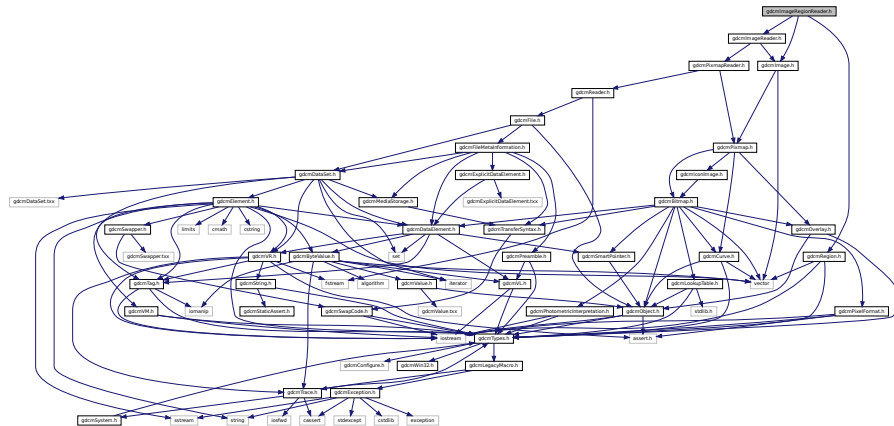 gdcmImageRegionReader.h
gdcmImageReader.h
gdcmPixmapReader.h
gdcmImage.h
gdcmReader.h
gdcmFile.h
gdcmFileMetaInformation.h
gdcmPixmap.h
gdcmDataSet.h
gdcmExplicitDataElement.h
gdcmIconImage.h
gdcmDataSet.txx
gdcmElement.h
gdcmMediaStorage.h
gdcmExplicitDataElement.txx
gdcmBitmap.h
gdcmSwapper.h
limits
cmath
cstring
gdcmDataElement.h
gdcmTransferSyntax.h
gdcmOverlay.h
gdcmSwapper.txx
gdcmVR.h
gdcmByteValue.h
set
gdcmPreamble.h
gdcmSmartPointer.h
gdcmCurve.h
gdcmRegion.h
gdcmTag.h
gdcmString.h
fstream
algorithm
gdcmValue.h
iterator
gdcmVL.h
gdcmLookupTable.h
vector
gdcmVM.h
iomanip
gdcmStaticAssert.h
gdcmSwapCode.h
gdcmValue.txx
gdcmPhotometricInterpretation.h
gdcmObject.h
stdlib.h
gdcmPixelFormat.h
iostream
gdcmTypes.h
assert.h
gdcmConfigure.h
gdcmWin32.h
gdcmLegacyMacro.h
gdcmTrace.h
gdcmException.h
gdcmSystem.h
sstream
string
iosfwd
cassert
stdexcept
cstdlib
exception